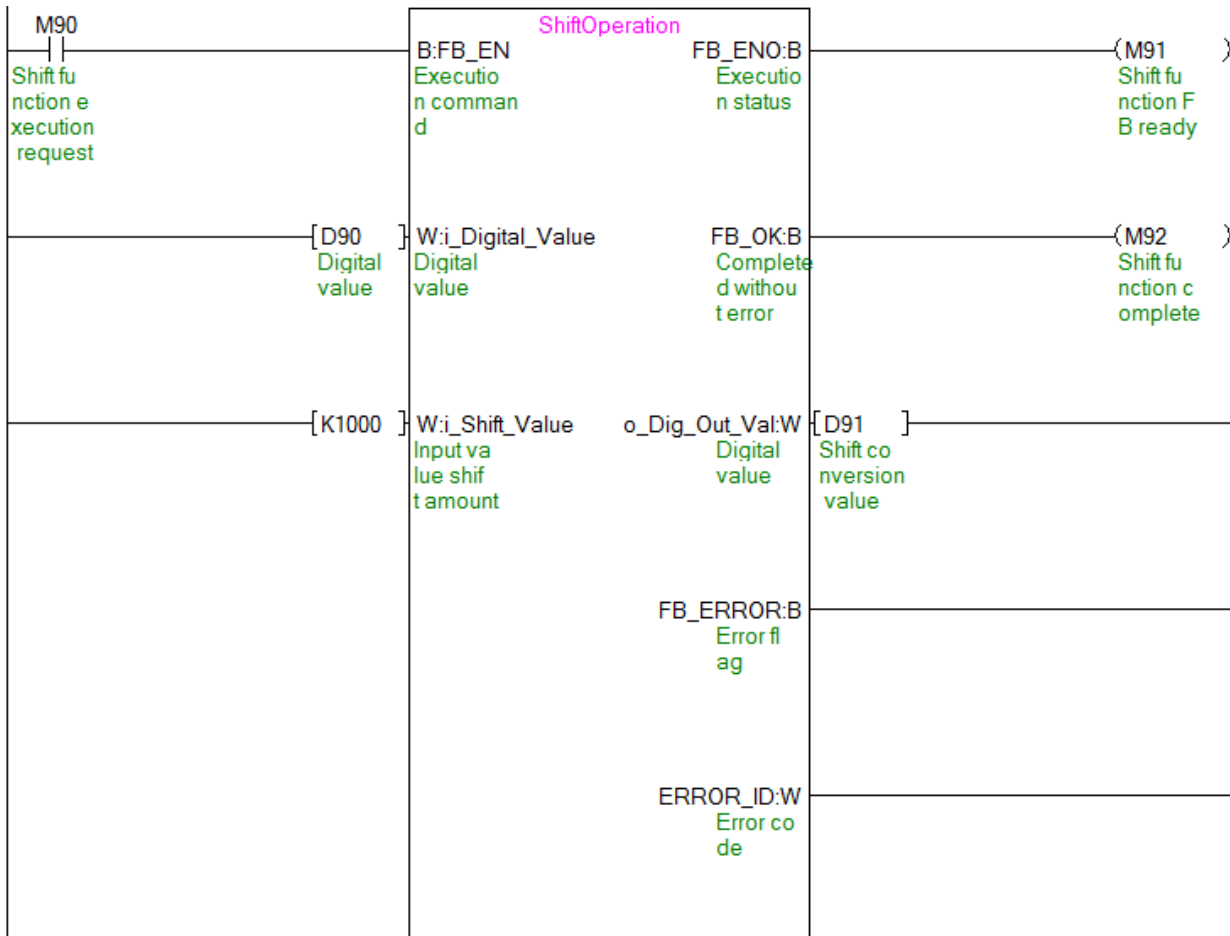 M90
ShiftOperation
B:FB_EN
FB_ENO:B
(M91 )
Shift fu
nction e
xecution
request
Executio
n comman
d
Executio
n status
Shift fu
nction F
B ready
[D90 ]
W:i_Digital_Value
FB_OK:B
(M92 )
Digital
value
Digital
value
Complete
d withou
t error
Shift fu
nction c
omplete
[K1000 ]
W:i_Shift_Value
o_Dig_Out_Val:W
[D91 ]
Input va
lue shif
t amount
Digital
value
Shift co
nversion
value
FB_ERROR:B
Error fl
ag
ERROR_ID:W
Error co
de